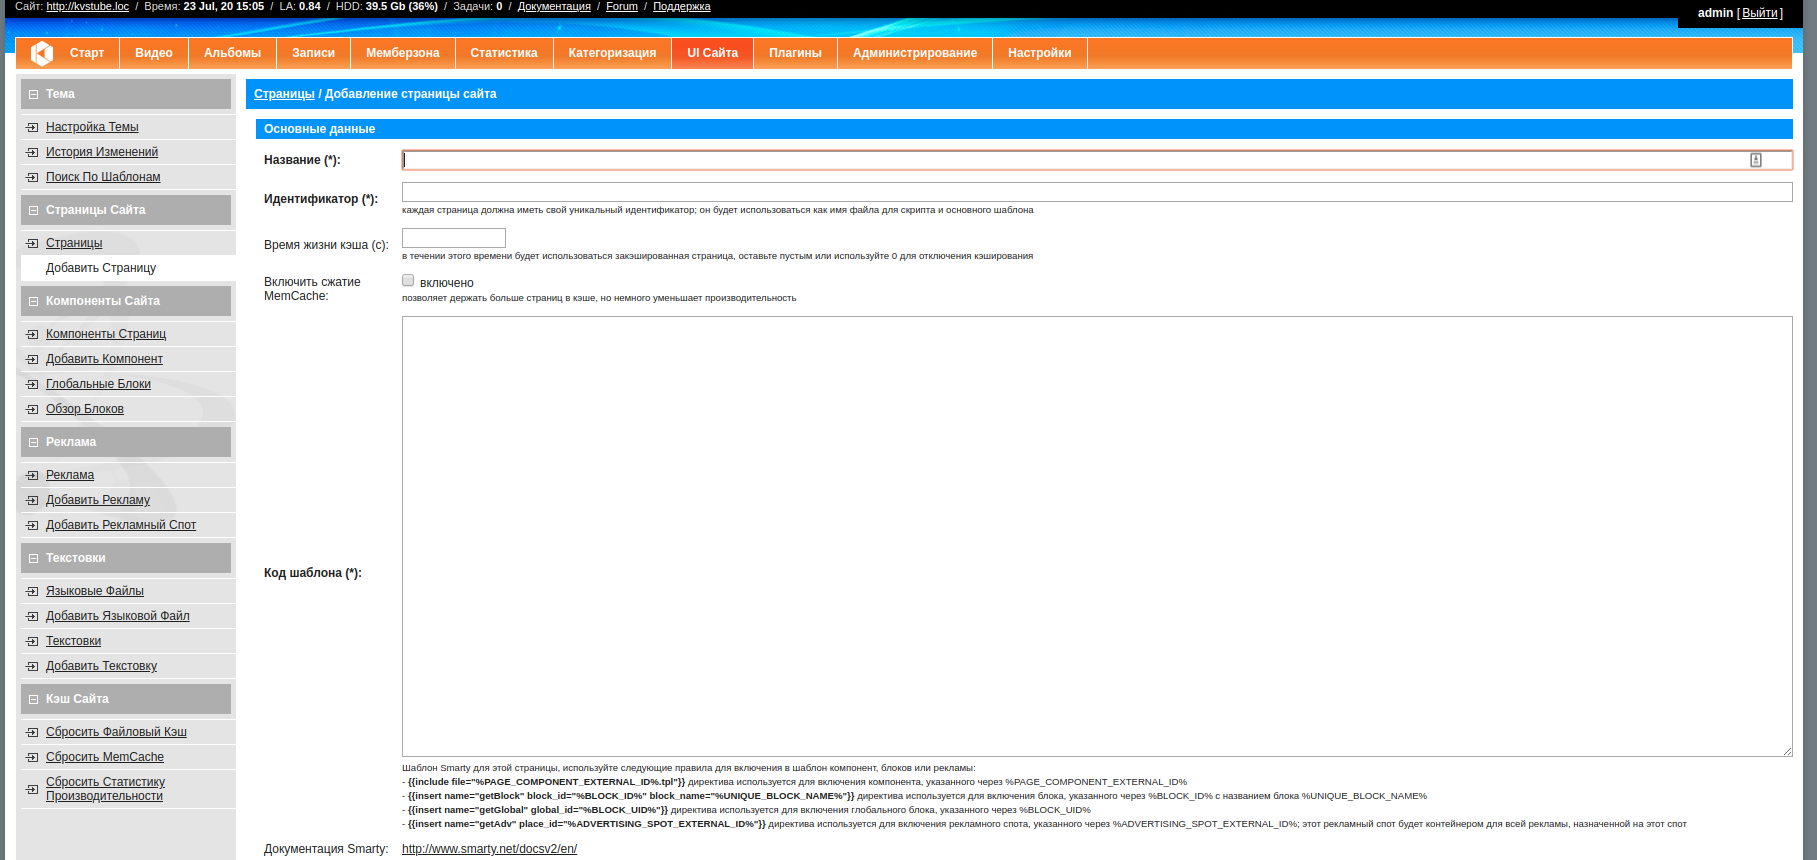 Сайт: http://kvstube.loc / Время: 23 Jul, 20 15:05 / LA: 0.84 / HDD: 39.5 Gb (36%) / Задачи: 0 / Документация / Forum / Поддержка
admin [ Выйти ]
Старт Видео Альбомы Записи Мемберзона Статистика Категоризация UI Сайта Плагины Администрирование Настройки
Тема
Настройка Темы
История Изменений
Поиск По Шаблонам
Страницы Сайта
Страницы
Добавить Страницу
Компоненты Сайта
Компоненты Страниц
Добавить Компонент
Глобальные Блоки
Обзор Блоков
Реклама
Реклама
Добавить Рекламу
Добавить Рекламный Спот
Текстовки
Языковые Файлы
Добавить Языковой Файл
Текстовки
Добавить Текстовку
Кэш Сайта
Сбросить Файловый Кэш
Сбросить MemCache
Сбросить Статистику
Производительности
Страницы / Добавление страницы сайта
Основные данные
Название (*):
Идентификатор (*):
каждая страница должна иметь свой уникальный идентификатор; он будет использоваться как имя файла для скрипта и основного шаблона
Время жизни кэша (с):
в течении этого времени будет использоваться закэшированная страница, оставьте пустым или используйте 0 для отключения кэширования
Включить сжатие
MemCache:
включено
позволяет держать больше страниц в кэше, но немного уменьшает производительность
Код шаблона (*):
Шаблон Smarty для этой страницы, используйте следующие правила для включения в шаблон компонент, блоков или рекламы:
- {{include file="%PAGE_COMPONENT_EXTERNAL_ID%.tpl"}} директива используется для включения компонента, указанного через %PAGE_COMPONENT_EXTERNAL_ID%
- {{insert name="getBlock" block_id="%BLOCK_ID%" block_name="%UNIQUE_BLOCK_NAME%"}} директива используется для включения блока, указанного через %BLOCK_ID% с названием блока %UNIQUE_BLOCK_NAME%
- {{insert name="getGlobal" global_id="%BLOCK_UID%"}} директива используется для включения глобального блока, указанного через %BLOCK_UID%
- {{insert name="getAdv" place_id="%ADVERTISING_SPOT_EXTERNAL_ID%"}} директива используется для включения рекламного спота, указанного через %ADVERTISING_SPOT_EXTERNAL_ID%; этот рекламный спот будет контейнером для всей рекламы, назначенной на этот спот
Документация Smarty: http://www.smarty.net/docsv2/en/